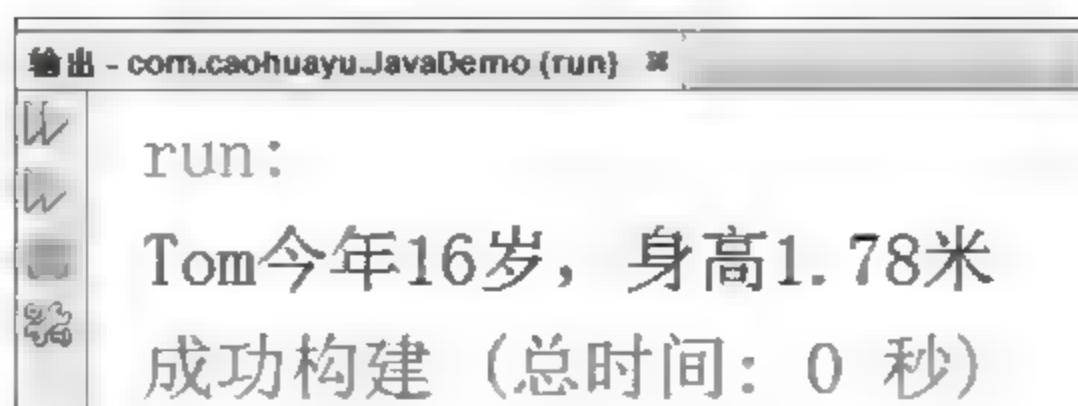 输出 - com.caohuayu.JavaDemo (run)
run:
Tom今年16岁，身高1.78米
成功构建 (总时间: 0 秒)